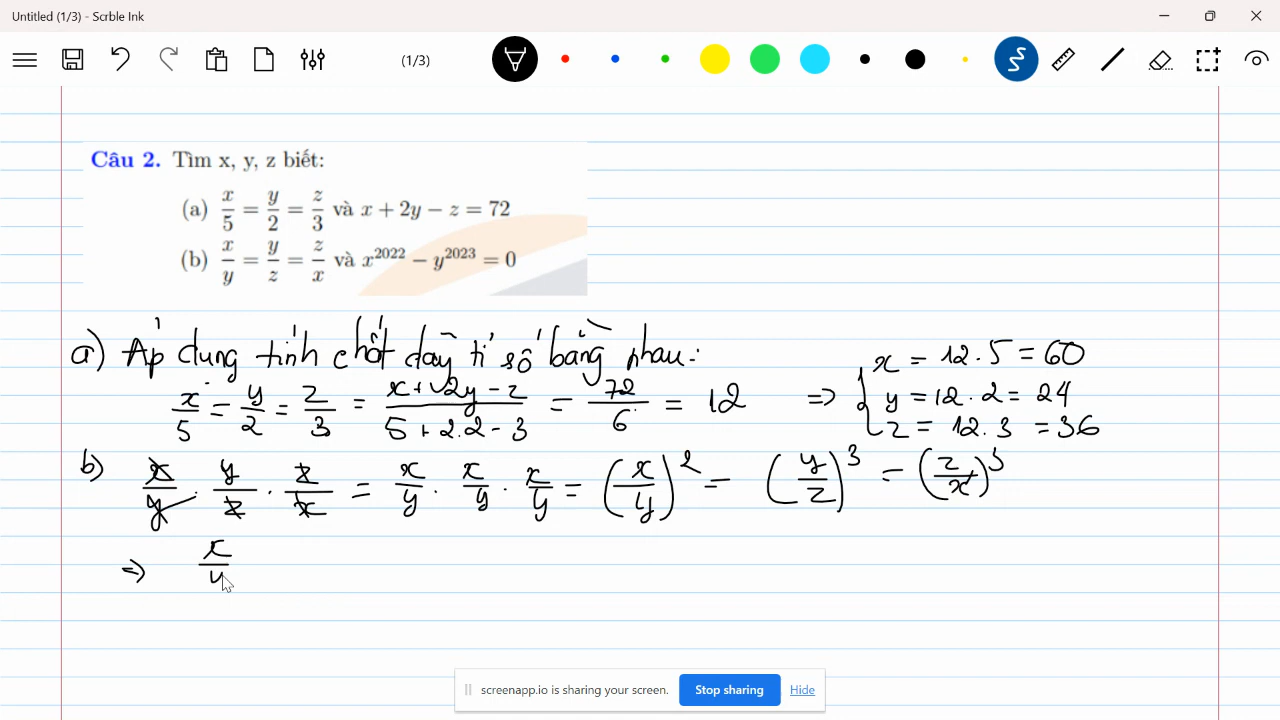 Untitled (1/3) - Scrble Ink
(1/3)
Câu 2. Tìm x, y, z biết:
(a) x/5 = y/2 = z/3 và x + 2y − z = 72
(b) x/y = y/z = z/x và x^2022 − y^2023 = 0
a) Áp dụng tính chất dãy tỉ số bằng nhau:
x/5 = y/2 = z/3 = (x + 2y − z)/(5 + 2.2 − 3) = 72/6 = 12 => { x = 12.5 = 60
y = 12.2 = 24
z = 12.3 = 36
b) x/y . y/z . z/x = x/y . x/y . x/y = (x/y)^2 = (y/z)^3 = (z/x)^3
=> x/y
screenapp.io is sharing your screen. Stop sharing Hide